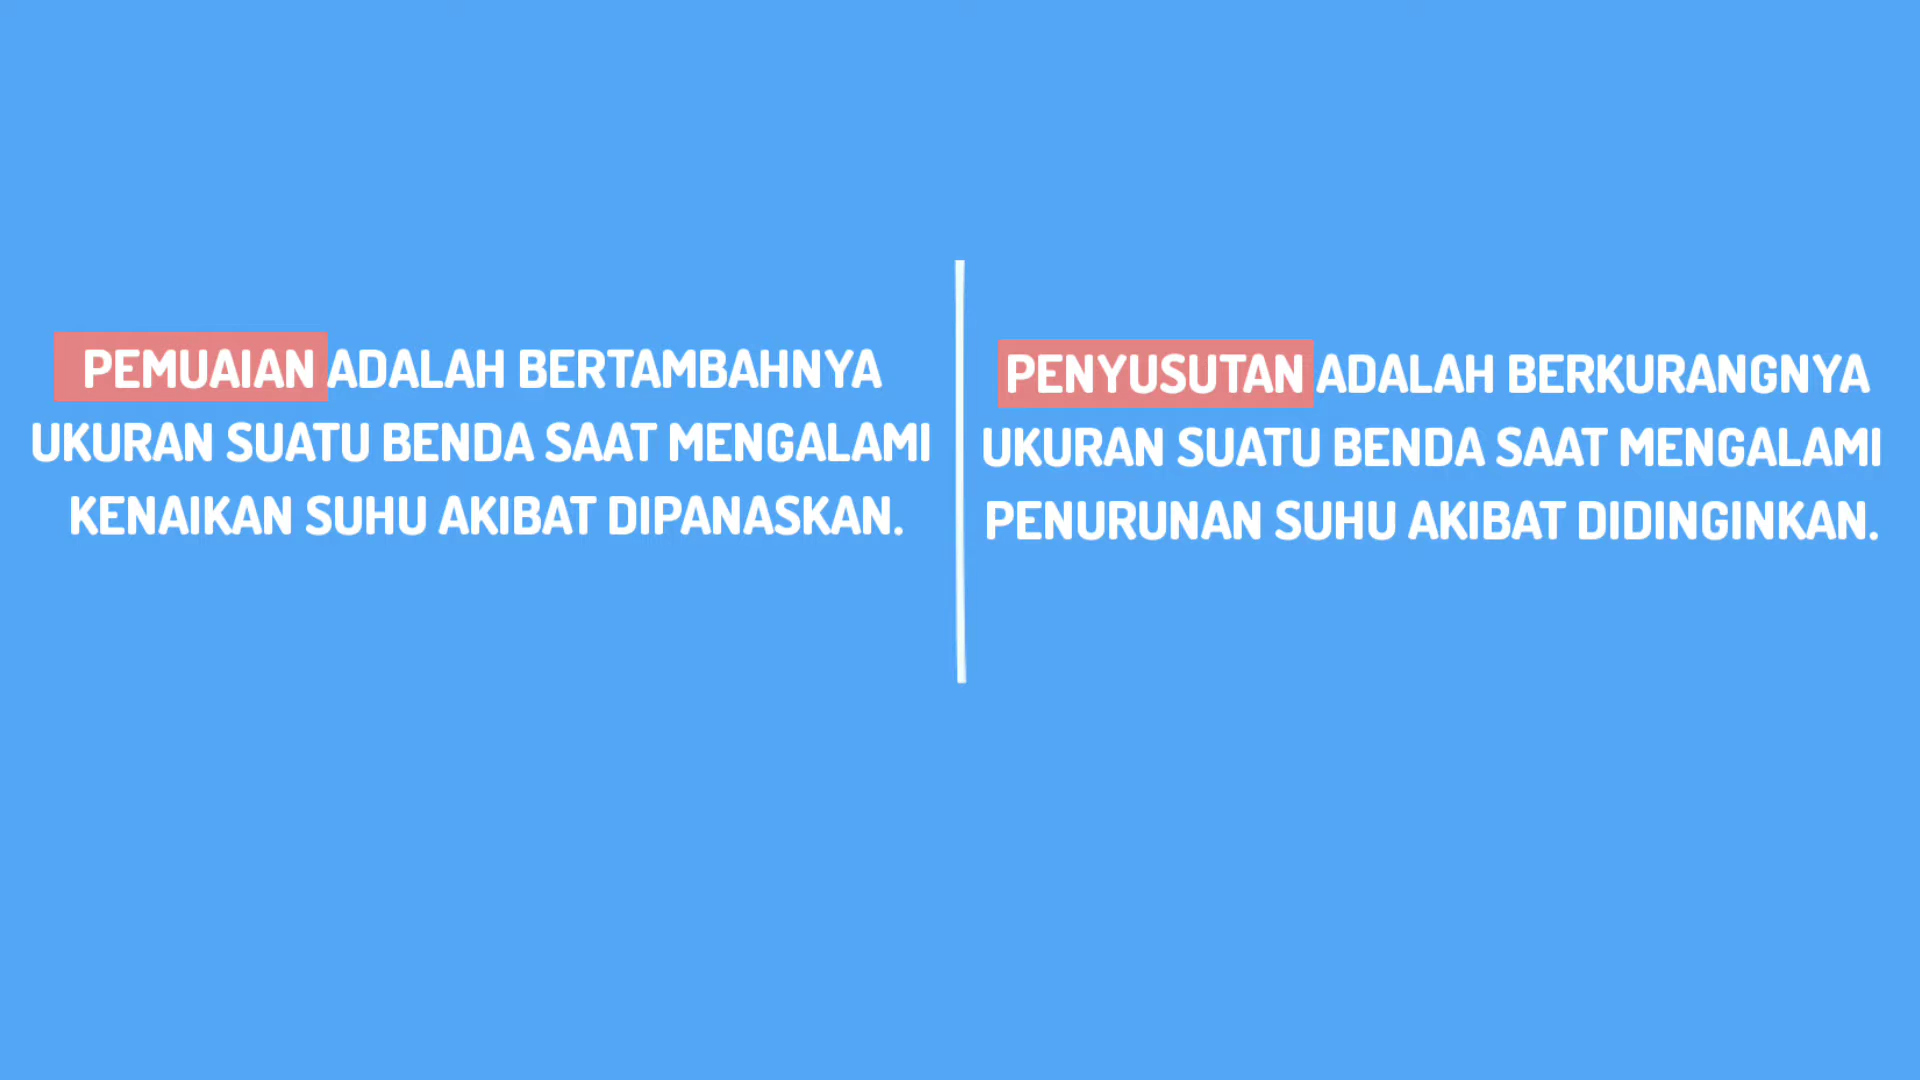 PEMUAIAN ADALAH BERTAMBAHNYA
UKURAN SUATU BENDA SAAT MENGALAMI
KENAIKAN SUHU AKIBAT DIPANASKAN.
PENYUSUTAN ADALAH BERKURANGNYA
UKURAN SUATU BENDA SAAT MENGALAMI
PENURUNAN SUHU AKIBAT DIDINGINKAN.